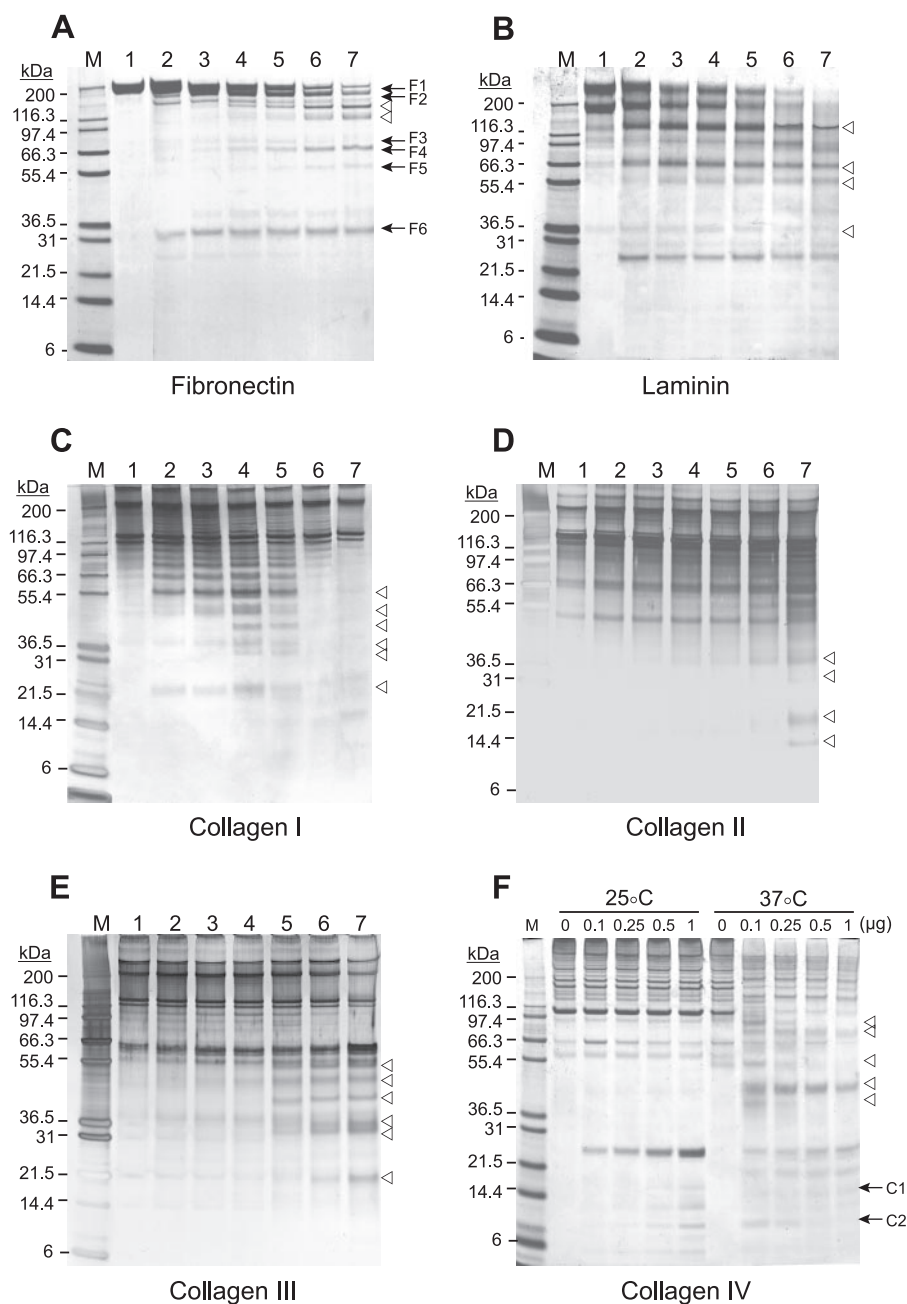 A
M 1 2 3 4 5 6 7
kDa
200
116.3
97.4
66.3
55.4
36.5
31
21.5
14.4
6
F1
F2
F3
F4
F5
F6
Fibronectin
B
M 1 2 3 4 5 6 7
kDa
200
116.3
97.4
66.3
55.4
36.5
31
21.5
14.4
6
Laminin
C
M 1 2 3 4 5 6 7
kDa
200
116.3
97.4
66.3
55.4
36.5
31
21.5
14.4
6
Collagen I
D
M 1 2 3 4 5 6 7
kDa
200
116.3
97.4
66.3
55.4
36.5
31
21.5
14.4
6
Collagen II
E
M 1 2 3 4 5 6 7
kDa
200
116.3
97.4
66.3
55.4
36.5
31
21.5
14.4
6
Collagen III
F
25°C 37°C
M 0 0.1 0.25 0.5 1 0 0.1 0.25 0.5 1 (µg)
kDa
200
116.3
97.4
66.3
55.4
36.5
31
21.5
14.4
6
C1
C2
Collagen IV